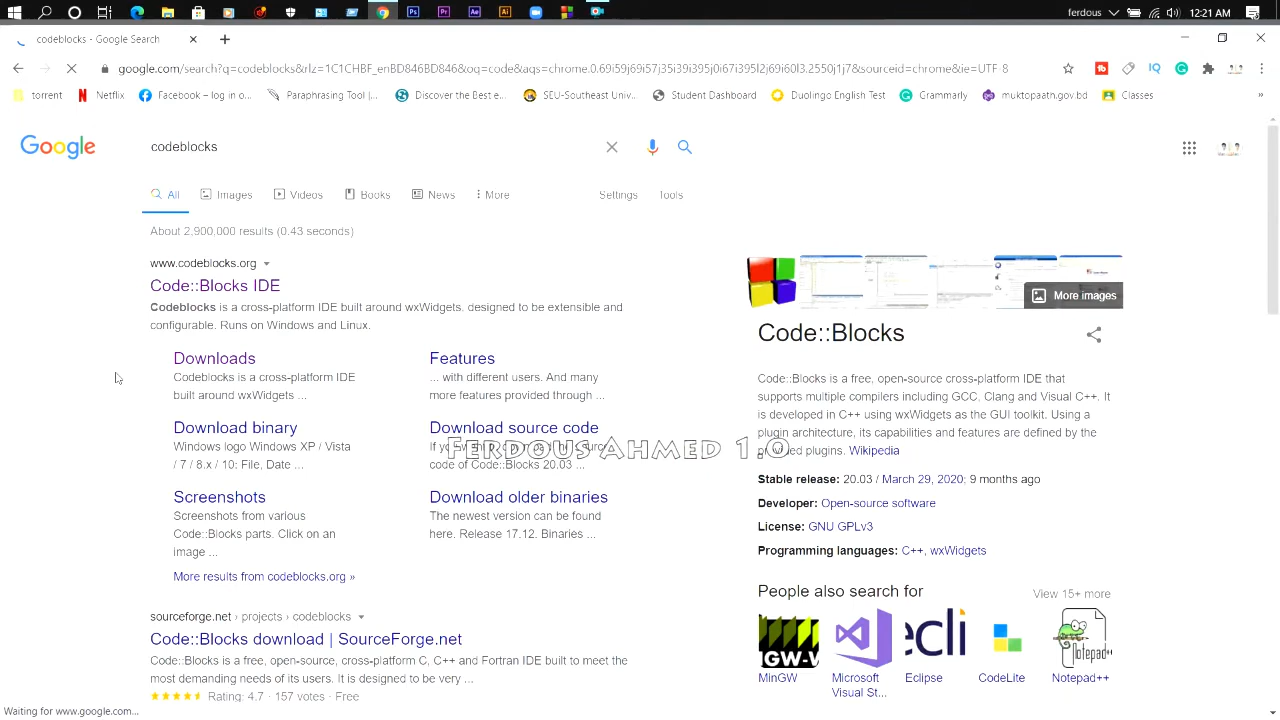 ferdous
12:21 AM
codeblocks - Google Search
google.com/search?q=codeblocks&rlz=1C1CHBF_enBD846BD846&oq=code&aqs=chrome.0.69i59j69i57j35i39i395j0i67i395l2j69i60l3.2550j1j7&sourceid=chrome&ie=UTF-8
torrent
Netflix
Facebook – log in o...
Paraphrasing Tool |...
Discover the Best e...
SEU-Southeast Univ...
Student Dashboard
Duolingo English Test
Grammarly
muktopaath.gov.bd
Classes
»
Google
codeblocks
All
Images
Videos
Books
News
More
Settings
Tools
About 2,900,000 results (0.43 seconds)
www.codeblocks.org
Code::Blocks IDE
Codeblocks is a cross-platform IDE built around wxWidgets, designed to be extensible and
configurable. Runs on Windows and Linux.
Downloads
Codeblocks is a cross-platform IDE
built around wxWidgets ...
Features
... with different users. And many
more features provided through ...
Download binary
Windows logo Windows XP / Vista
/ 7 / 8.x / 10: File, Date ...
Download source code
code of Code::Blocks 20.03 ...
Screenshots
Screenshots from various
Code::Blocks parts. Click on an
image ...
Download older binaries
The newest version can be found
here. Release 17.12. Binaries ...
More results from codeblocks.org »
sourceforge.net › projects › codeblocks
Code::Blocks download | SourceForge.net
Code::Blocks is a free, open-source, cross-platform C, C++ and Fortran IDE built to meet the
most demanding needs of its users. It is designed to be very ...
Rating: 4.7 · 157 votes · Free
Ferdous Ahmed 1.0
More images
Code::Blocks
Code::Blocks is a free, open-source cross-platform IDE that
supports multiple compilers including GCC, Clang and Visual C++. It
is developed in C++ using wxWidgets as the GUI toolkit. Using a
plugin architecture, its capabilities and features are defined by the
provided plugins. Wikipedia
Stable release: 20.03 / March 29, 2020; 9 months ago
Developer: Open-source software
License: GNU GPLv3
Programming languages: C++, wxWidgets
People also search for
View 15+ more
MinGW
Microsoft
Visual St...
Eclipse
CodeLite
Notepad++
Waiting for www.google.com...